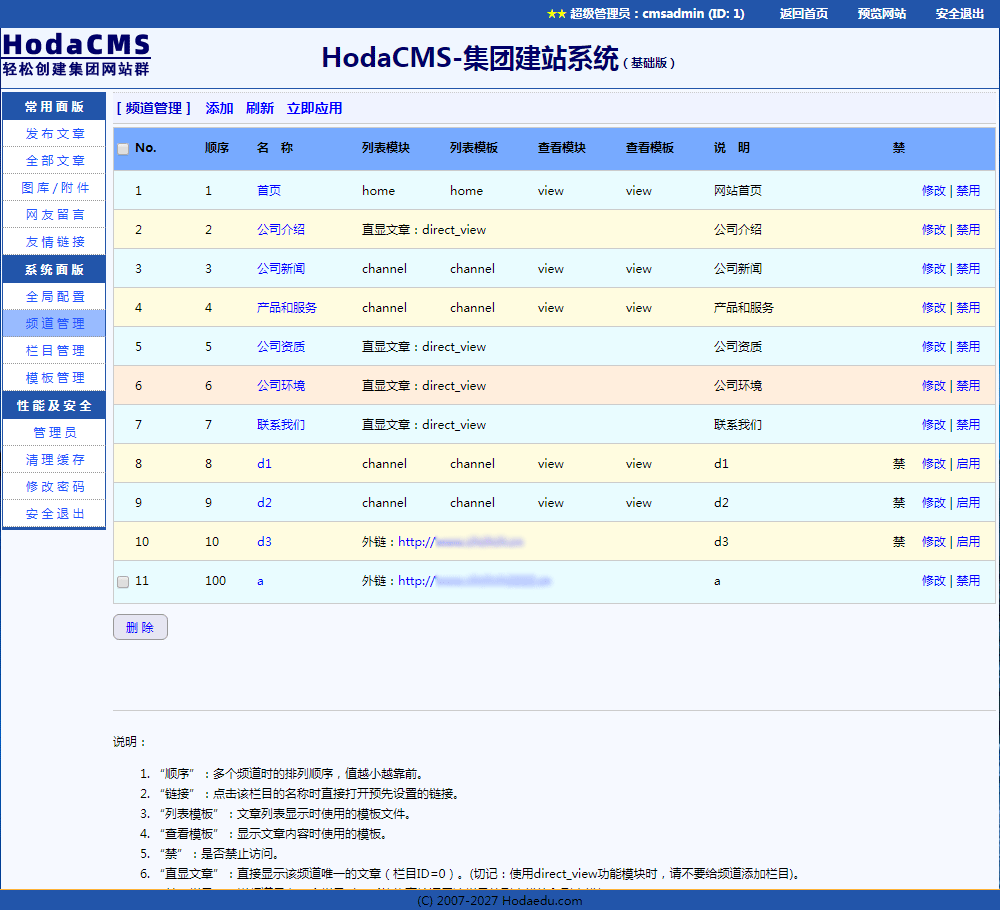 ★★ 超级管理员：cmsadmin (ID: 1) 返回首页 预览网站 安全退出
HodaCMS
轻松创建集团网站群
HodaCMS-集团建站系统 ( 基础版 )
常用面版
发布文章
全部文章
图库/附件
网友留言
友情链接
系统面版
全局配置
频道管理
栏目管理
模板管理
性能及安全
管理员
清理缓存
修改密码
安全退出
[ 频道管理 ] 添加 刷新 立即应用
No. 顺序 名 称 列表模块 列表模板 查看模块 查看模板 说 明 禁
1 1 首页 home home view view 网站首页 修改 | 禁用
2 2 公司介绍 直显文章：direct_view 公司介绍 修改 | 禁用
3 3 公司新闻 channel channel view view 公司新闻 修改 | 禁用
4 4 产品和服务 channel channel view view 产品和服务 修改 | 禁用
5 5 公司资质 直显文章：direct_view 公司资质 修改 | 禁用
6 6 公司环境 直显文章：direct_view 公司环境 修改 | 禁用
7 7 联系我们 直显文章：direct_view 联系我们 修改 | 禁用
8 8 d1 channel channel view view d1 禁 修改 | 启用
9 9 d2 channel channel view view d2 禁 修改 | 启用
10 10 d3 外链：http:// d3 禁 修改 | 启用
11 100 a 外链：http:// a 修改 | 禁用
删 除
说明：
1. “顺序”：多个频道时的排列顺序，值越小越靠前。
2. “链接”：点击该栏目的名称时直接打开预先设置的链接。
3. “列表模板”：文章列表显示时使用的模板文件。
4. “查看模板”：显示文章内容时使用的模板。
5. “禁”：是否禁止访问。
6. “直显文章”：直接显示该频道唯一的文章（栏目ID=0）。(切记：使用direct_view功能模块时，请不要给频道添加栏目)。
(C) 2007-2027 Hodaedu.com